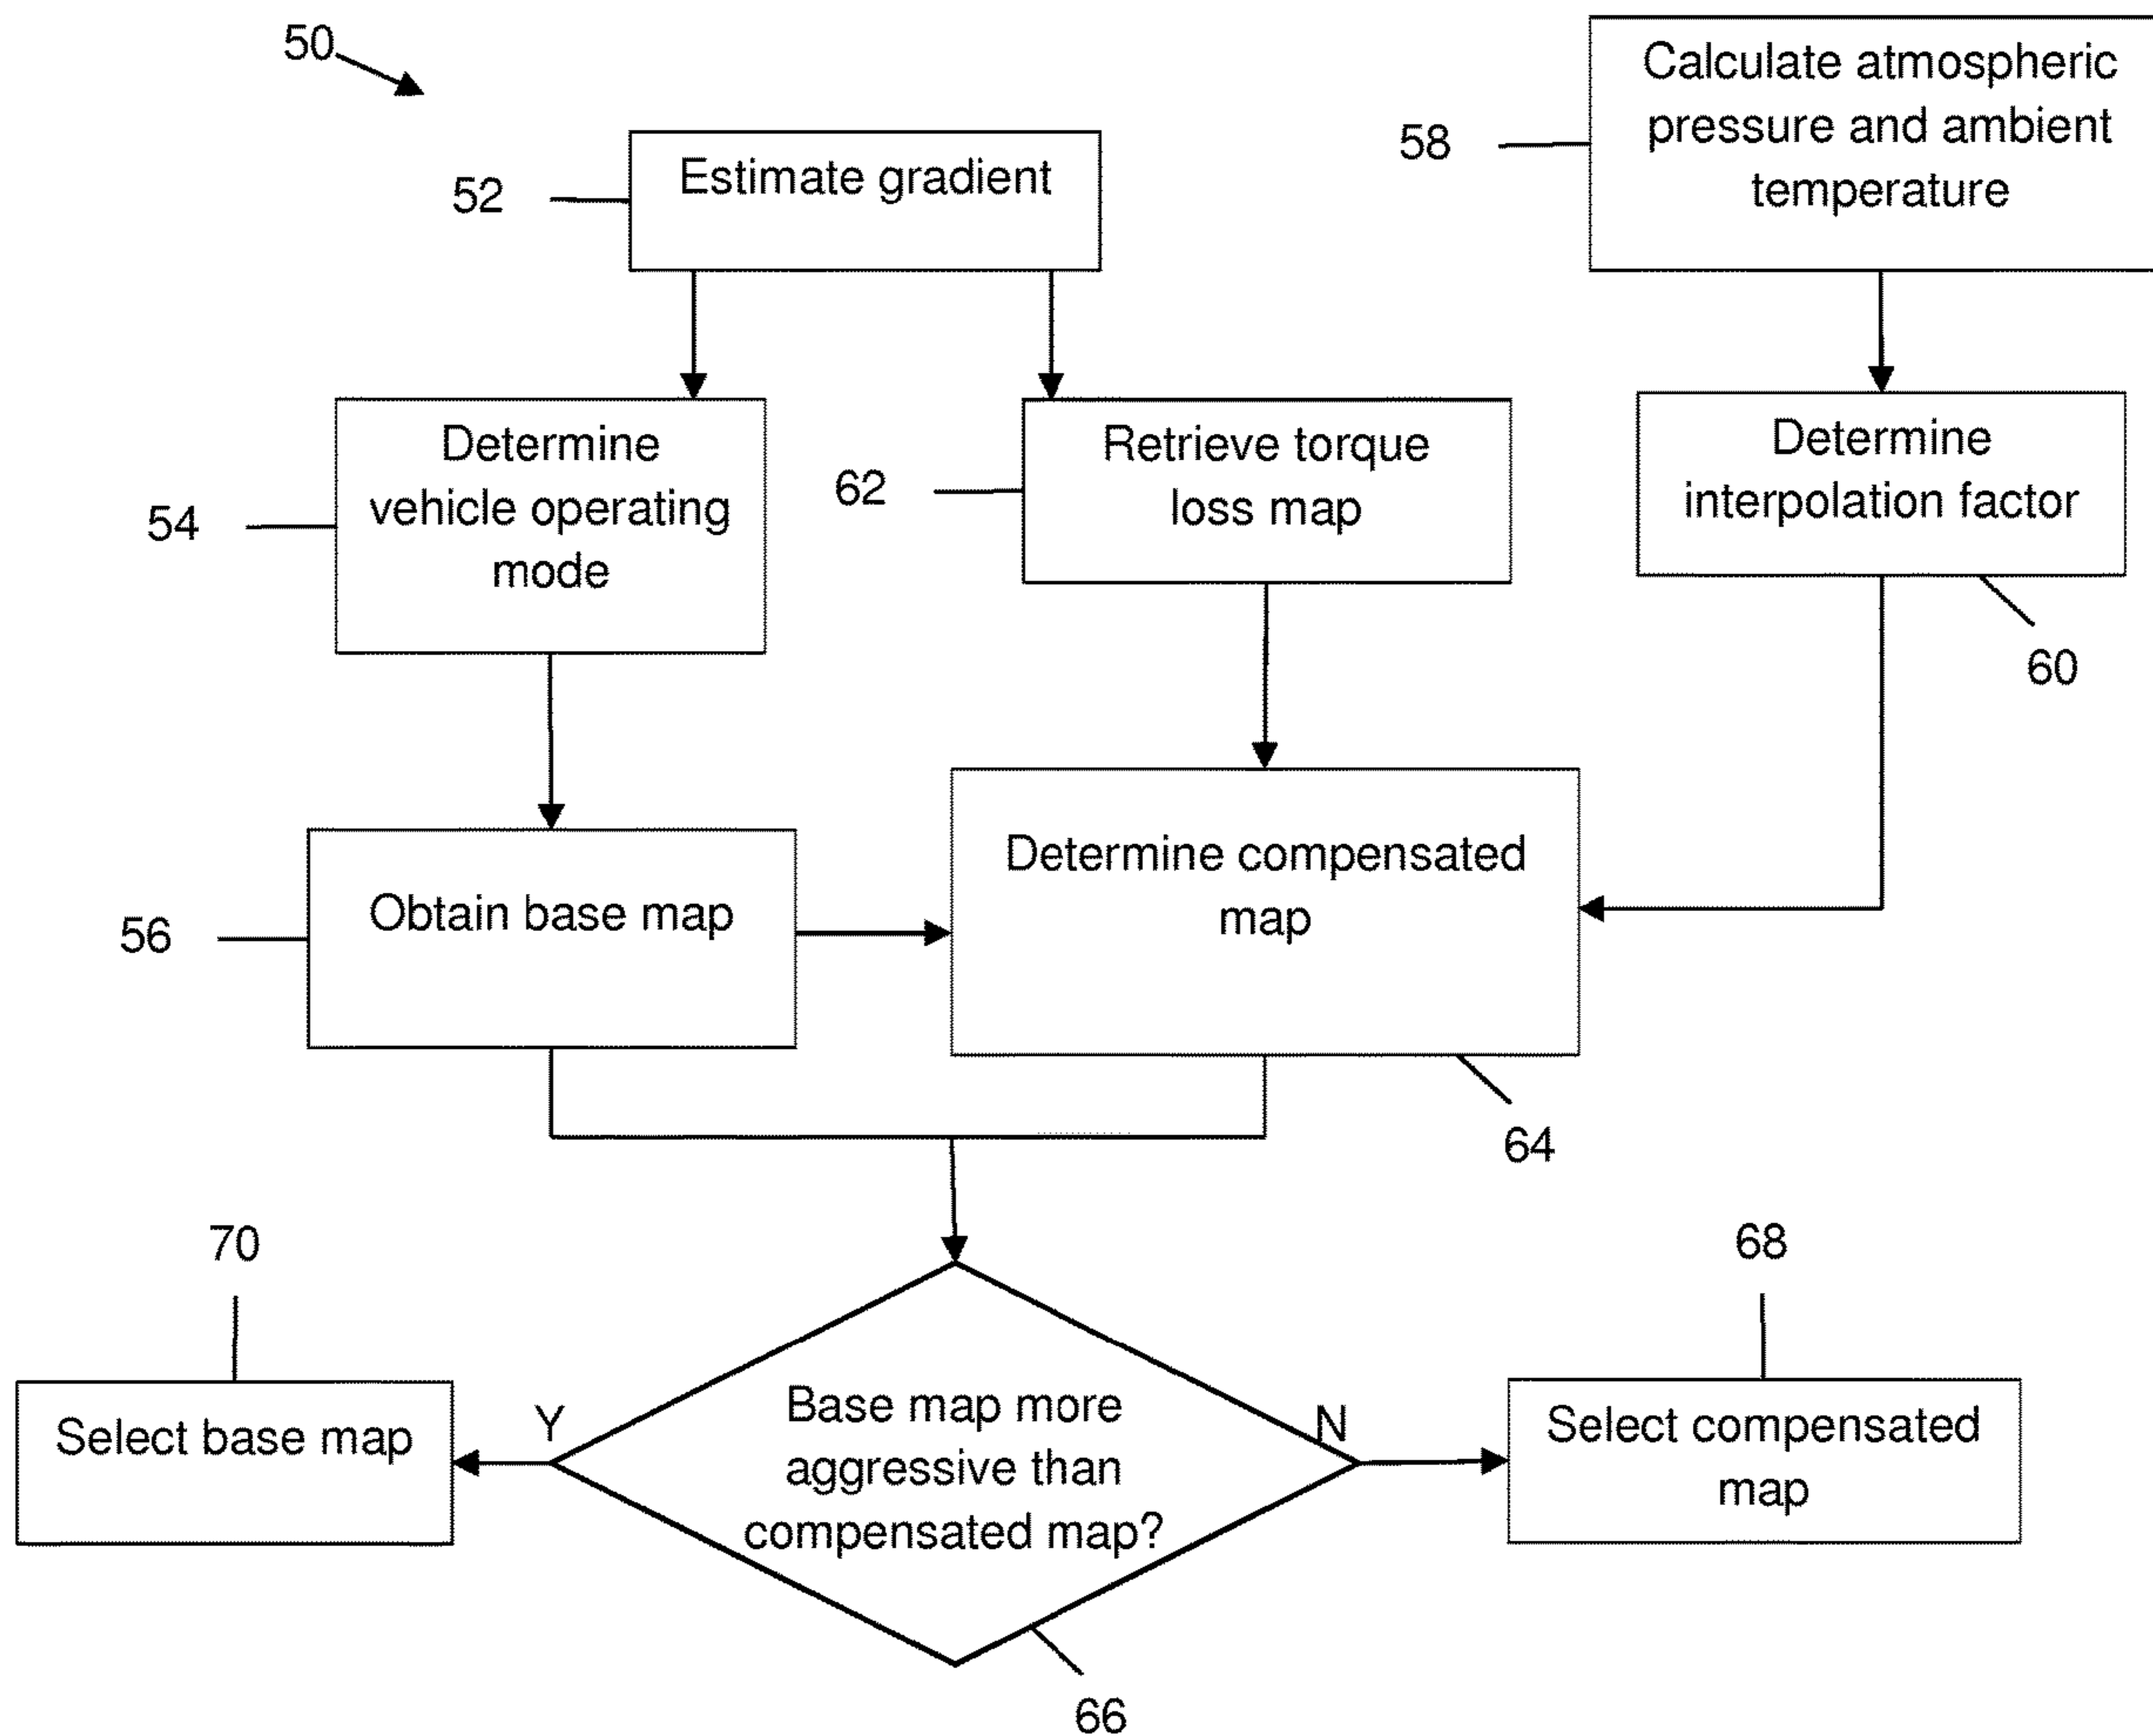 50
Calculate atmospheric
pressure and ambient
temperature
58
Estimate gradient
52
Determine
vehicle operating
mode
54
Retrieve torque
loss map
62
Determine
interpolation factor
60
Obtain base map
56
Determine compensated
map
64
70
68
Select base map
Y
Base map more
aggressive than
compensated map?
N
Select compensated
map
66